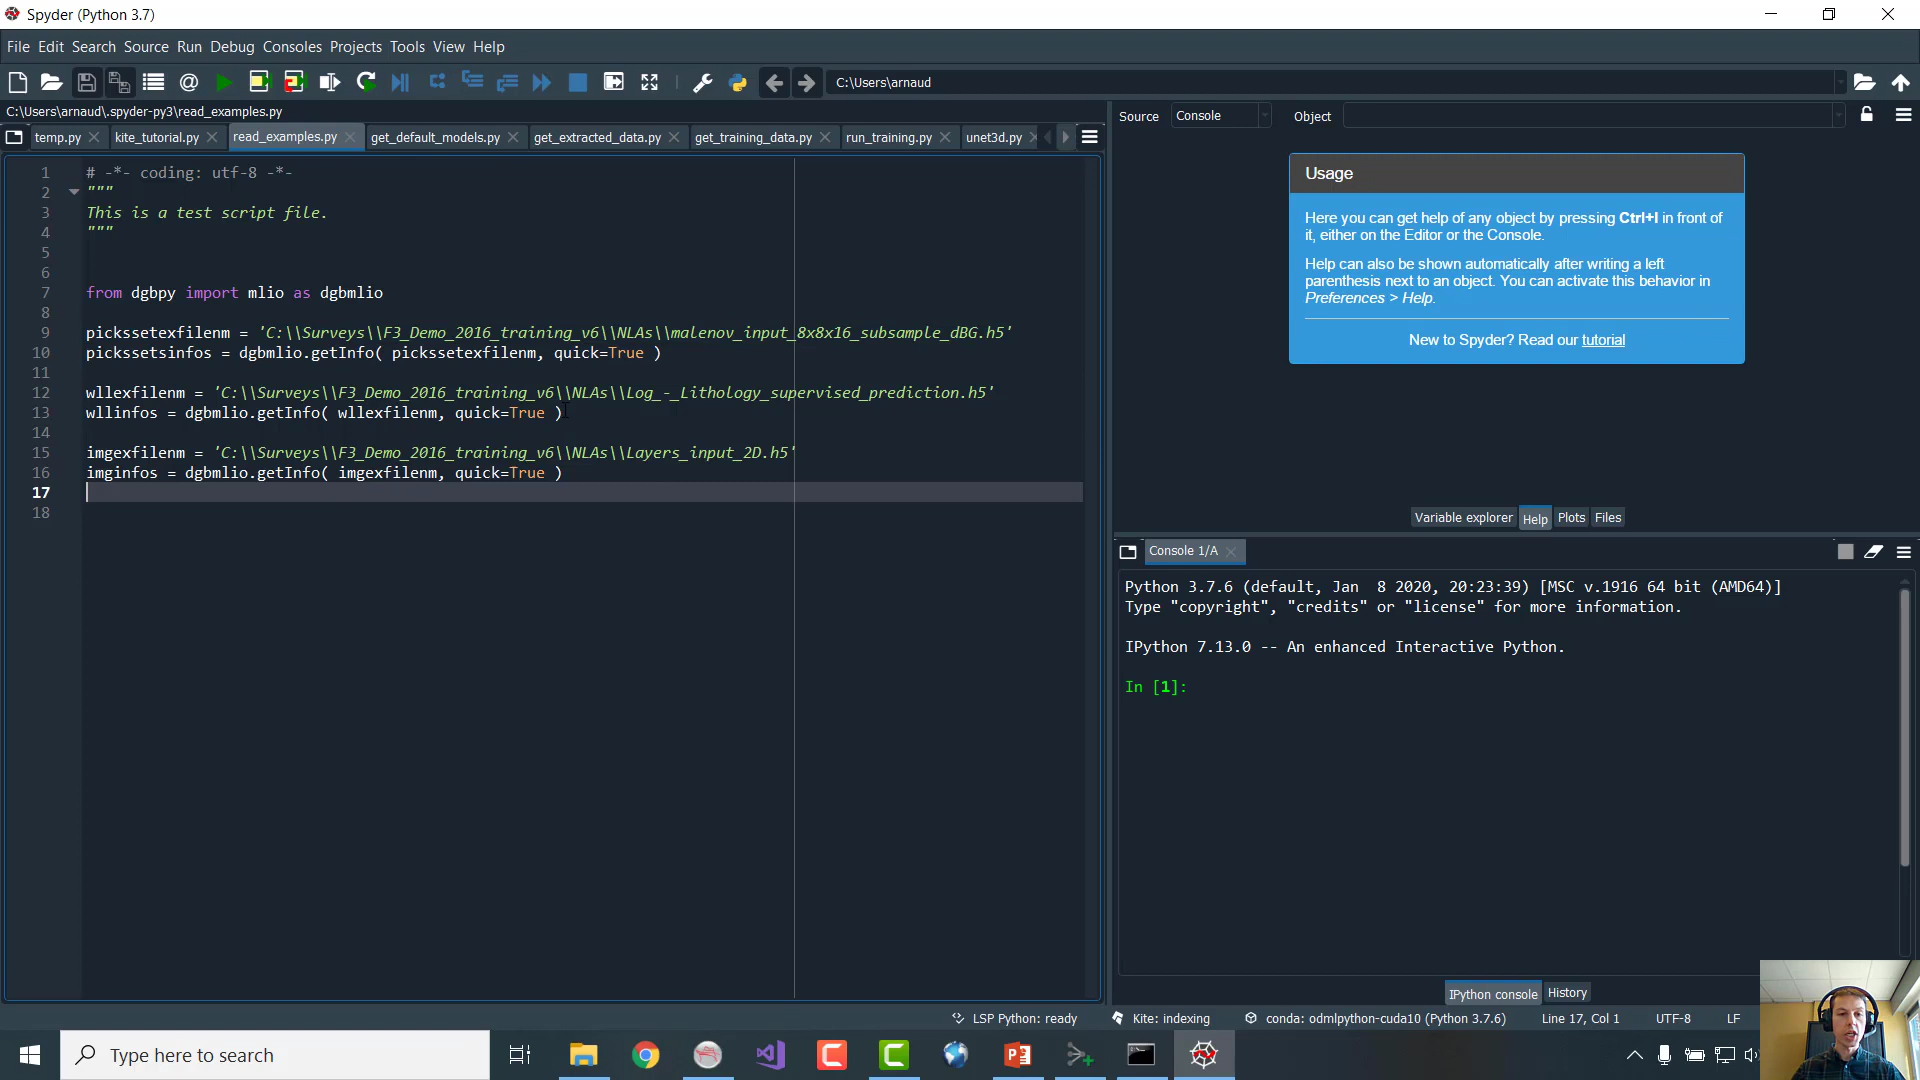 Spyder (Python 3.7)
File Edit Search Source Run Debug Consoles Projects Tools View Help
C:\Users\arnaud
C:\Users\arnaud\.spyder-py3\read_examples.py
temp.py kite_tutorial.py read_examples.py get_default_models.py get_extracted_data.py get_training_data.py run_training.py unet3d.py
1 # -*- coding: utf-8 -*-
2 """
3 This is a test script file.
4 """
5
6
7 from dgbpy import mlio as dgbmlio
8
9 pickssetexfilenm = 'C:\\Surveys\\F3_Demo_2016_training_v6\\NLAs\\malenov_input_8x8x16_subsample_dBG.h5'
10 pickssetsinfos = dgbmlio.getInfo( pickssetexfilenm, quick=True )
11
12 wllexfilenm = 'C:\\Surveys\\F3_Demo_2016_training_v6\\NLAs\\Log_-_Lithology_supervised_prediction.h5'
13 wllinfos = dgbmlio.getInfo( wllexfilenm, quick=True )
14
15 imgexfilenm = 'C:\\Surveys\\F3_Demo_2016_training_v6\\NLAs\\Layers_input_2D.h5'
16 imginfos = dgbmlio.getInfo( imgexfilenm, quick=True )
17
18
Source Console Object
Usage
Here you can get help of any object by pressing Ctrl+I in front of
it, either on the Editor or the Console.
Help can also be shown automatically after writing a left
parenthesis next to an object. You can activate this behavior in
Preferences > Help.
New to Spyder? Read our tutorial
Variable explorer Help Plots Files
Console 1/A
Python 3.7.6 (default, Jan  8 2020, 20:23:39) [MSC v.1916 64 bit (AMD64)]
Type "copyright", "credits" or "license" for more information.
IPython 7.13.0 -- An enhanced Interactive Python.
In [1]:
IPython console History
LSP Python: ready Kite: indexing conda: odmlpython-cuda10 (Python 3.7.6) Line 17, Col 1 UTF-8 LF
Type here to search